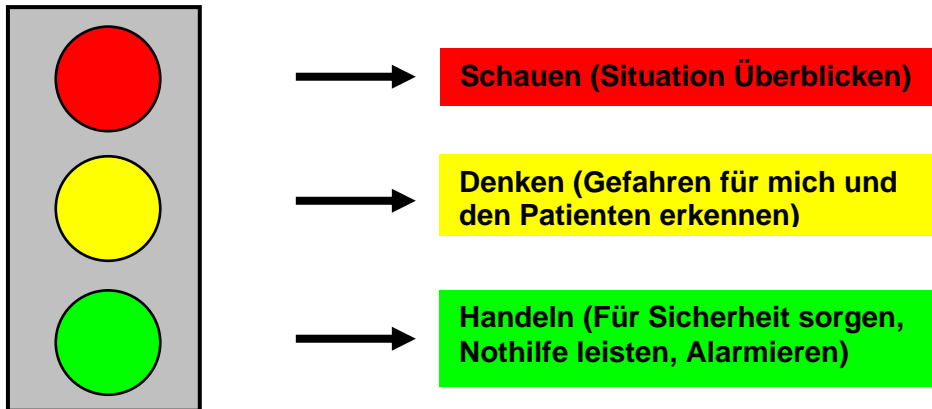 Schauen (Situation Überblicken)
Denken (Gefahren für mich und
den Patienten erkennen)
Handeln (Für Sicherheit sorgen,
Nothilfe leisten, Alarmieren)